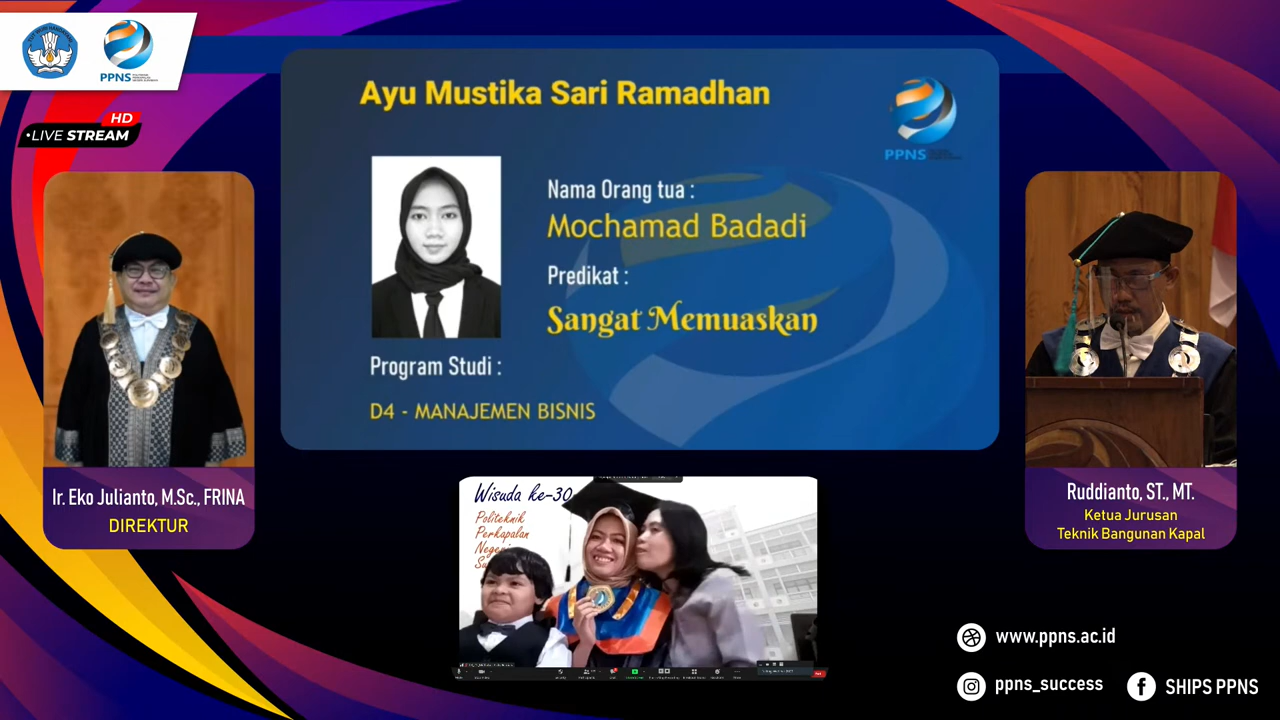 PPNS
HD
LIVE STREAM
Ayu Mustika Sari Ramadhan
PPNS
Nama Orang tua :
Mochamad Badadi
Predikat :
Sangat Memuaskan
Program Studi :
D4 - MANAJEMEN BISNIS
Ir. Eko Julianto, M.Sc., FRINA
DIREKTUR
Ruddianto, ST., MT.
Ketua Jurusan
Teknik Bangunan Kapal
Wisuda ke-30
Politeknik
Perkapalan
www.ppns.ac.id
ppns_success
SHIPS PPNS